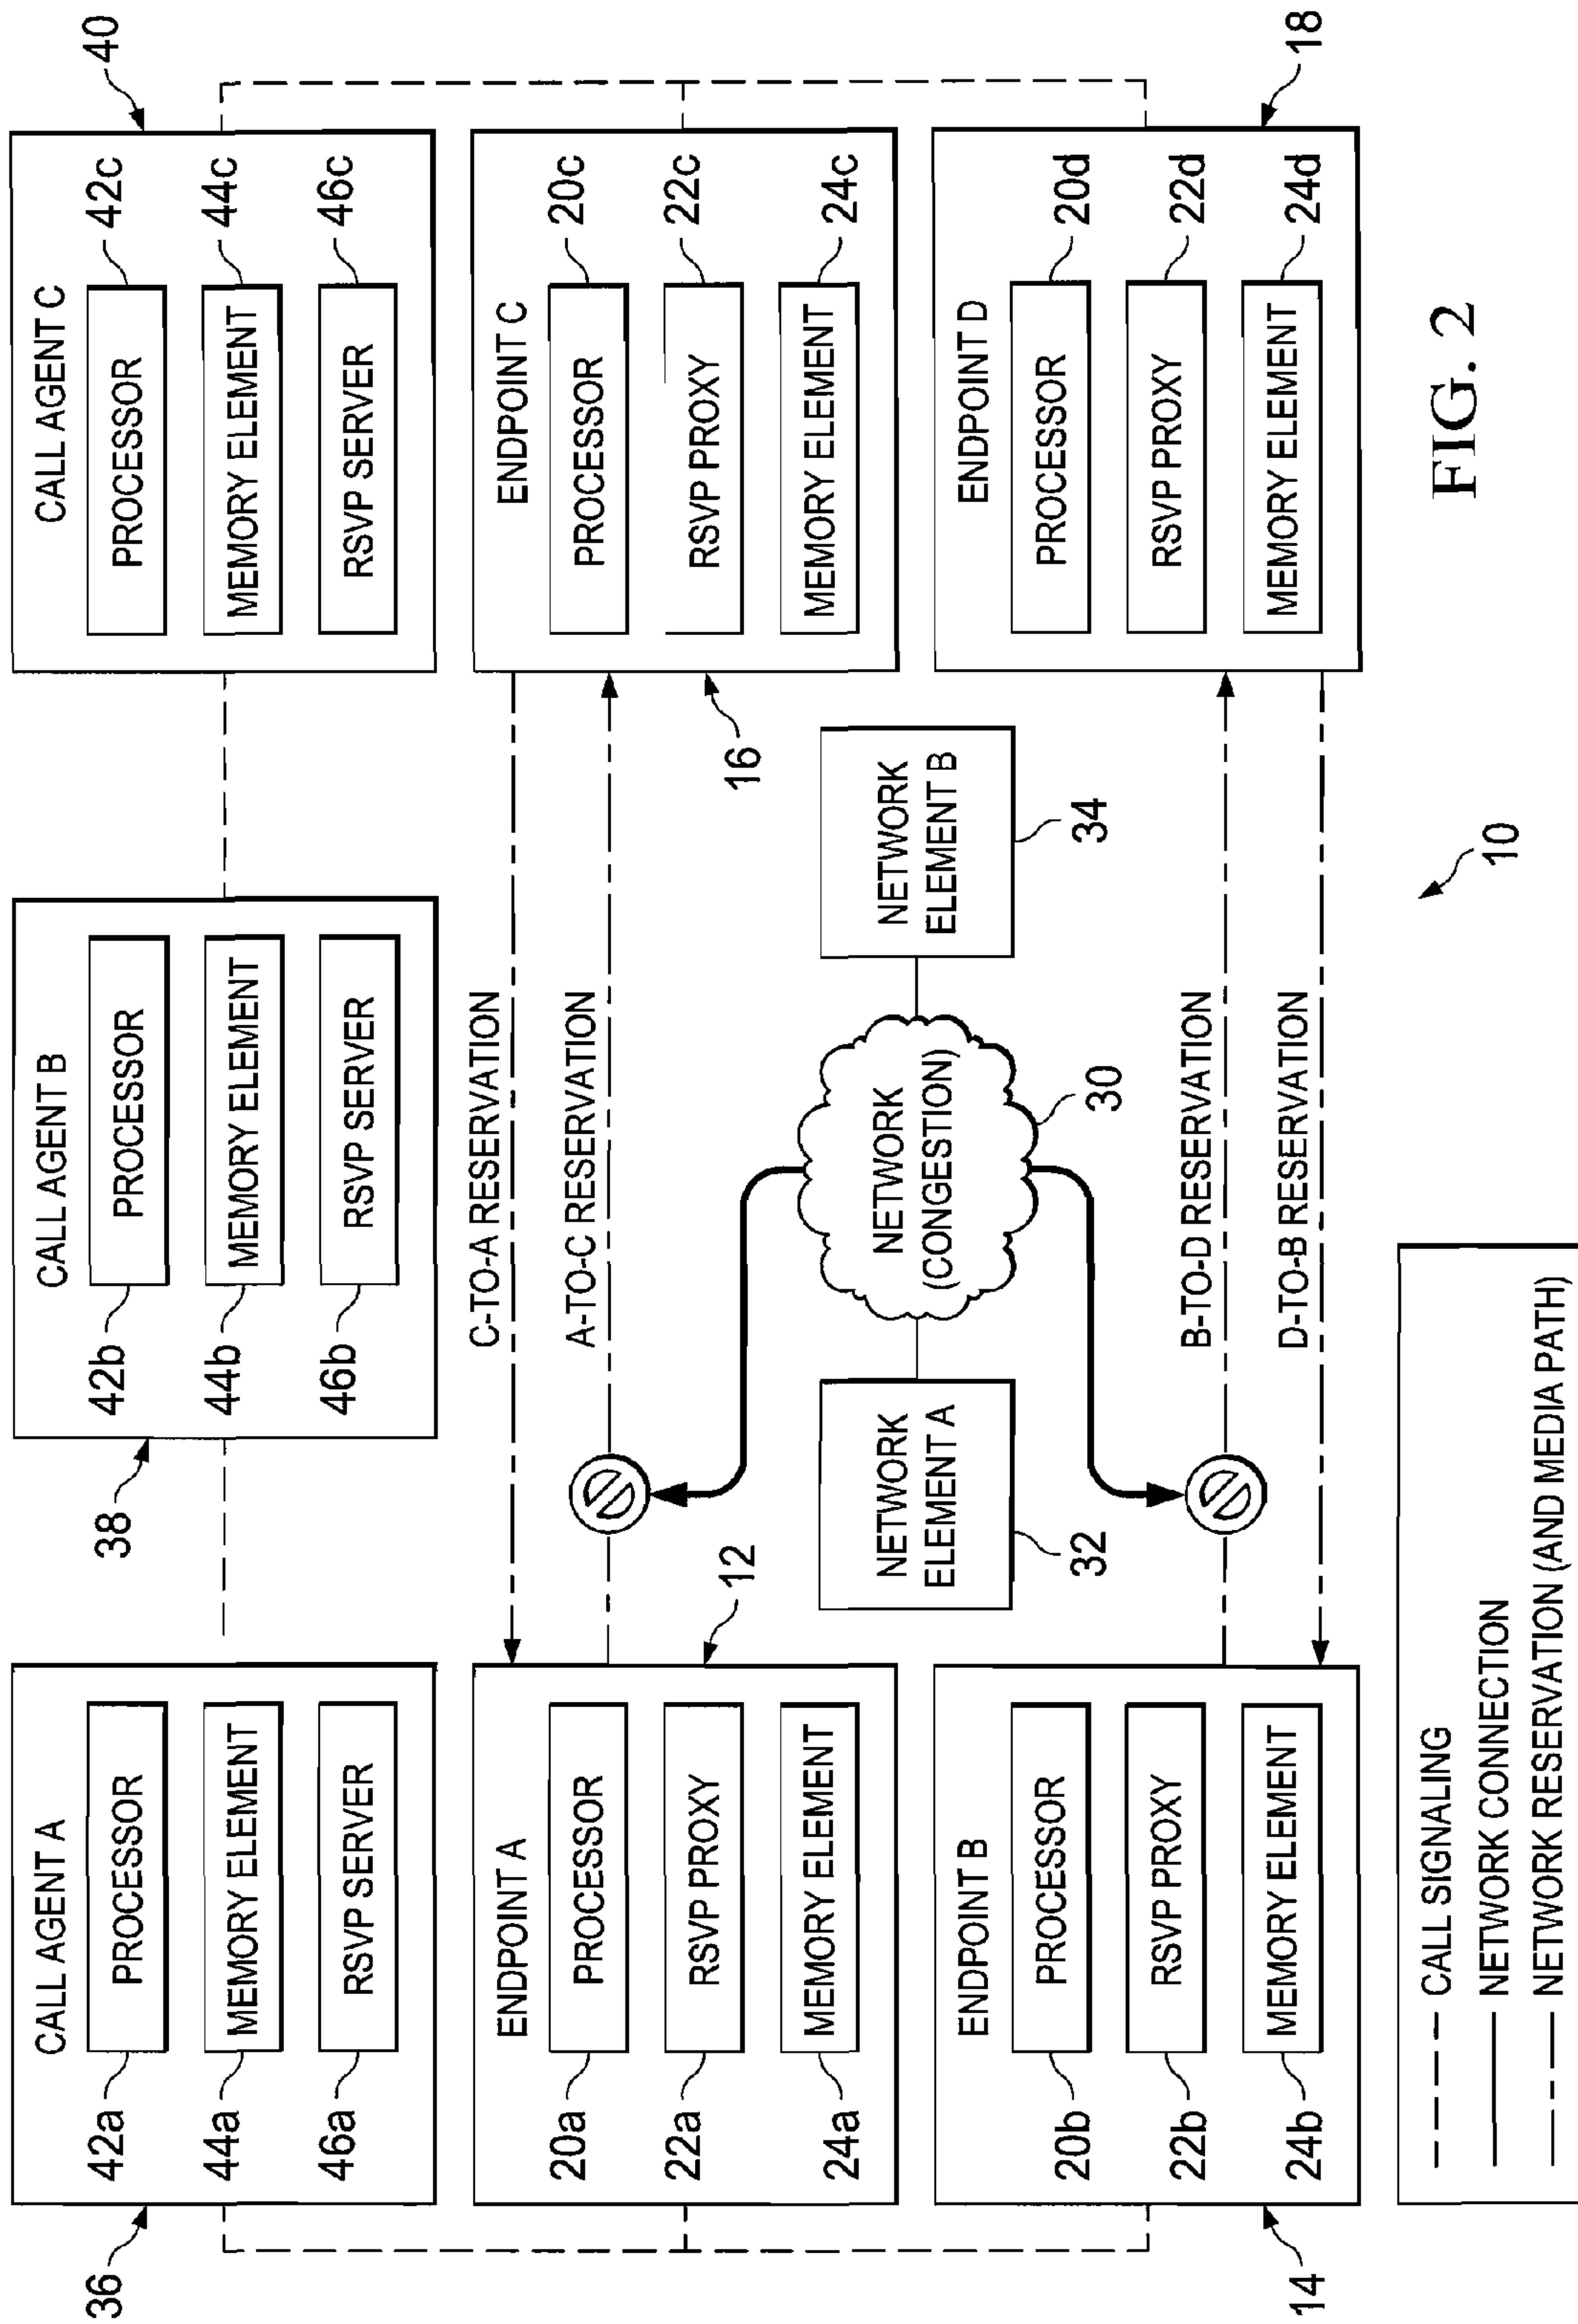 36
CALL AGENT A
42a
PROCESSOR
44a
MEMORY ELEMENT
46a
RSVP SERVER
38
CALL AGENT B
42b
PROCESSOR
44b
MEMORY ELEMENT
46b
RSVP SERVER
40
CALL AGENT C
PROCESSOR
42c
MEMORY ELEMENT
44c
RSVP SERVER
46c
ENDPOINT A
20a
PROCESSOR
22a
RSVP PROXY
24a
MEMORY ELEMENT
12
C-TO-A RESERVATION
A-TO-C RESERVATION
ENDPOINT C
PROCESSOR
20c
RSVP PROXY
22c
MEMORY ELEMENT
24c
16
NETWORK
ELEMENT A
32
NETWORK
(CONGESTION)
30
NETWORK
ELEMENT B
34
14
ENDPOINT B
20b
PROCESSOR
22b
RSVP PROXY
24b
MEMORY ELEMENT
B-TO-D RESERVATION
D-TO-B RESERVATION
ENDPOINT D
PROCESSOR
20d
RSVP PROXY
22d
MEMORY ELEMENT
24d
18
CALL SIGNALING
NETWORK CONNECTION
NETWORK RESERVATION (AND MEDIA PATH)
10
FIG. 2